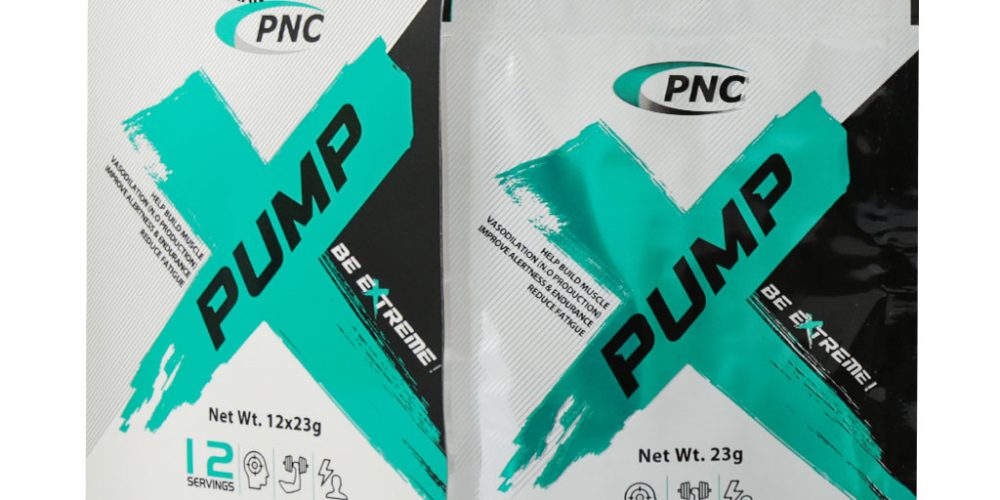 PNC
HELP BUILD MUSCLE
VASODILATION (N.O PRODUCTION)
IMPROVE ALERTNESS & ENDURANCE
REDUCE FATIGUE
PUMP
BE EXTREME!
Net Wt. 12x23g
12
SERVINGS
PNC
HELP BUILD MUSCLE
VASODILATION (N.O PRODUCTION)
IMPROVE ALERTNESS & ENDURANCE
REDUCE FATIGUE
PUMP
BE EXTREME!
Net Wt. 23g